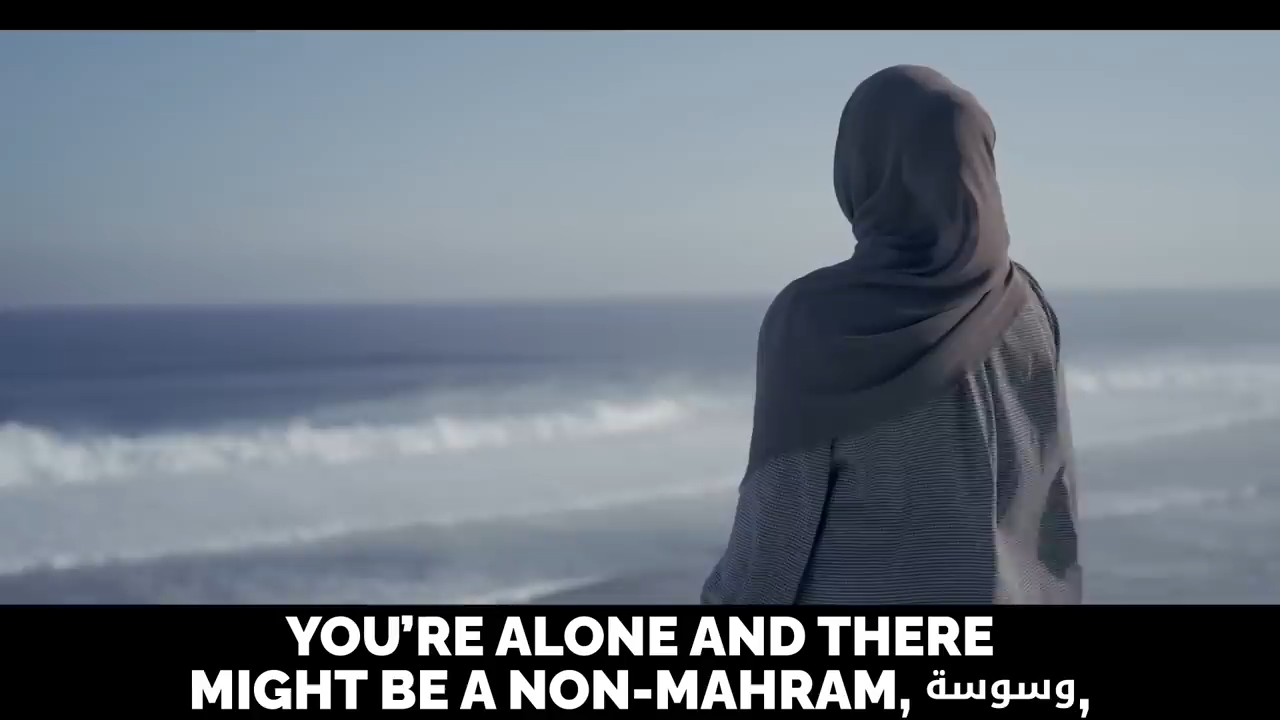 YOU’RE ALONE AND THERE
MIGHT BE A NON-MAHRAM, وسوسة,